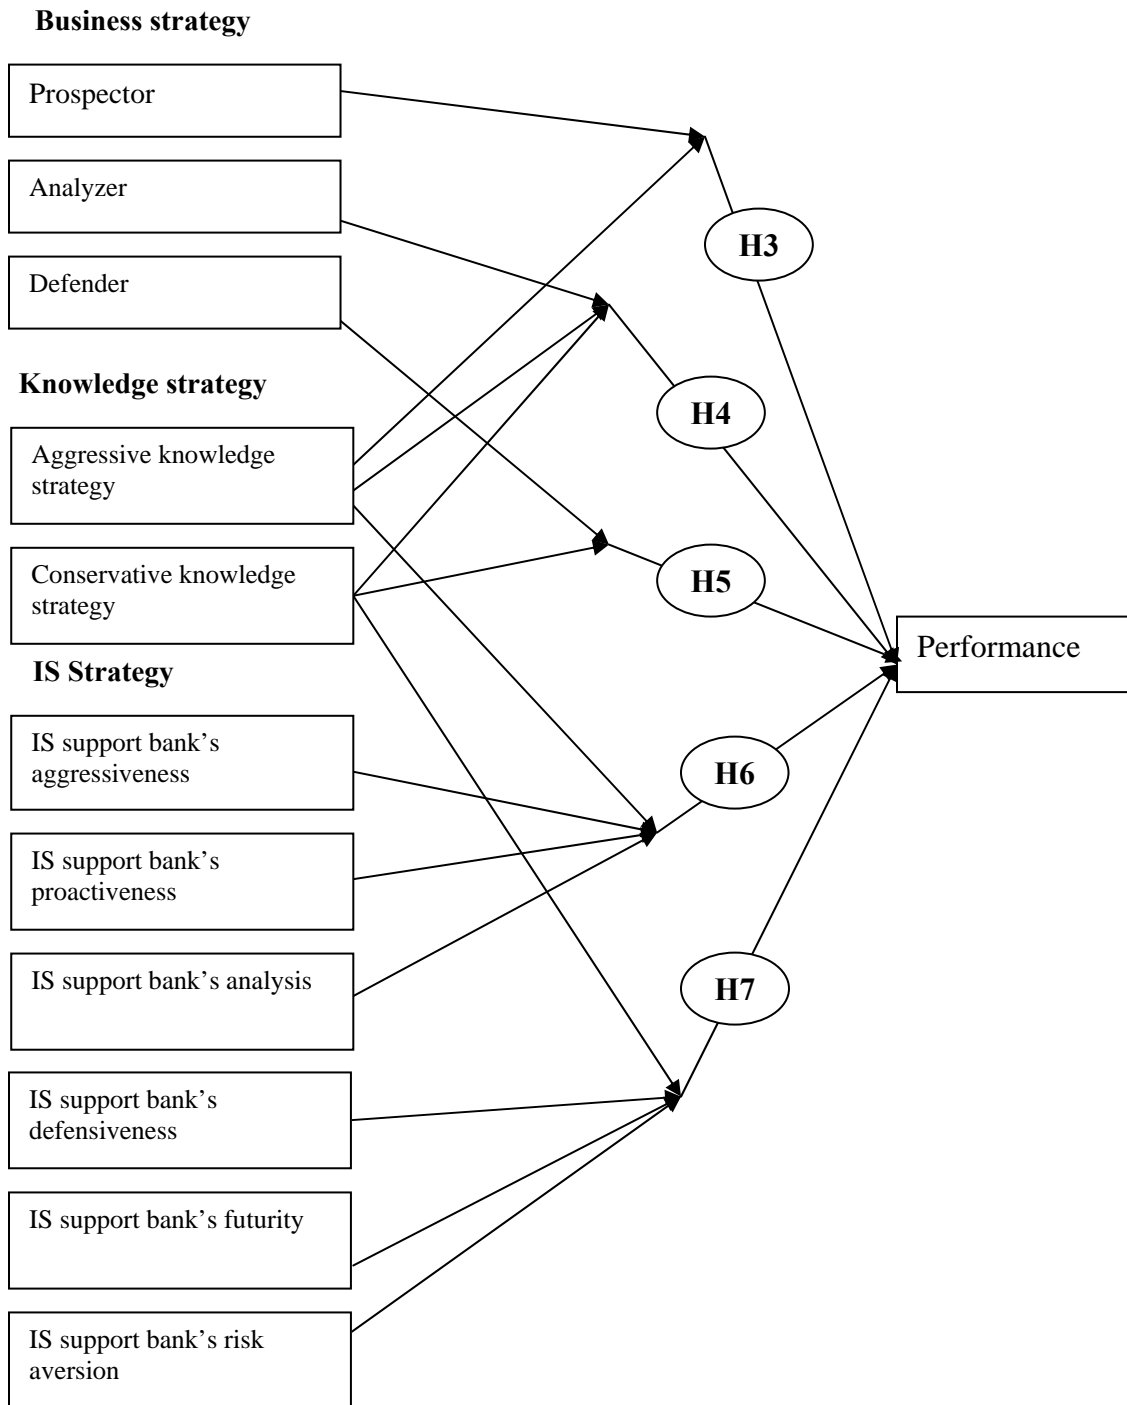 Business strategy
Prospector
Analyzer
Defender
Knowledge strategy
Aggressive knowledge
strategy
Conservative knowledge
strategy
IS Strategy
IS support bank’s
aggressiveness
IS support bank’s
proactiveness
IS support bank’s analysis
IS support bank’s
defensiveness
IS support bank’s futurity
IS support bank’s risk
aversion
H3
H4
H5
H6
H7
Performance